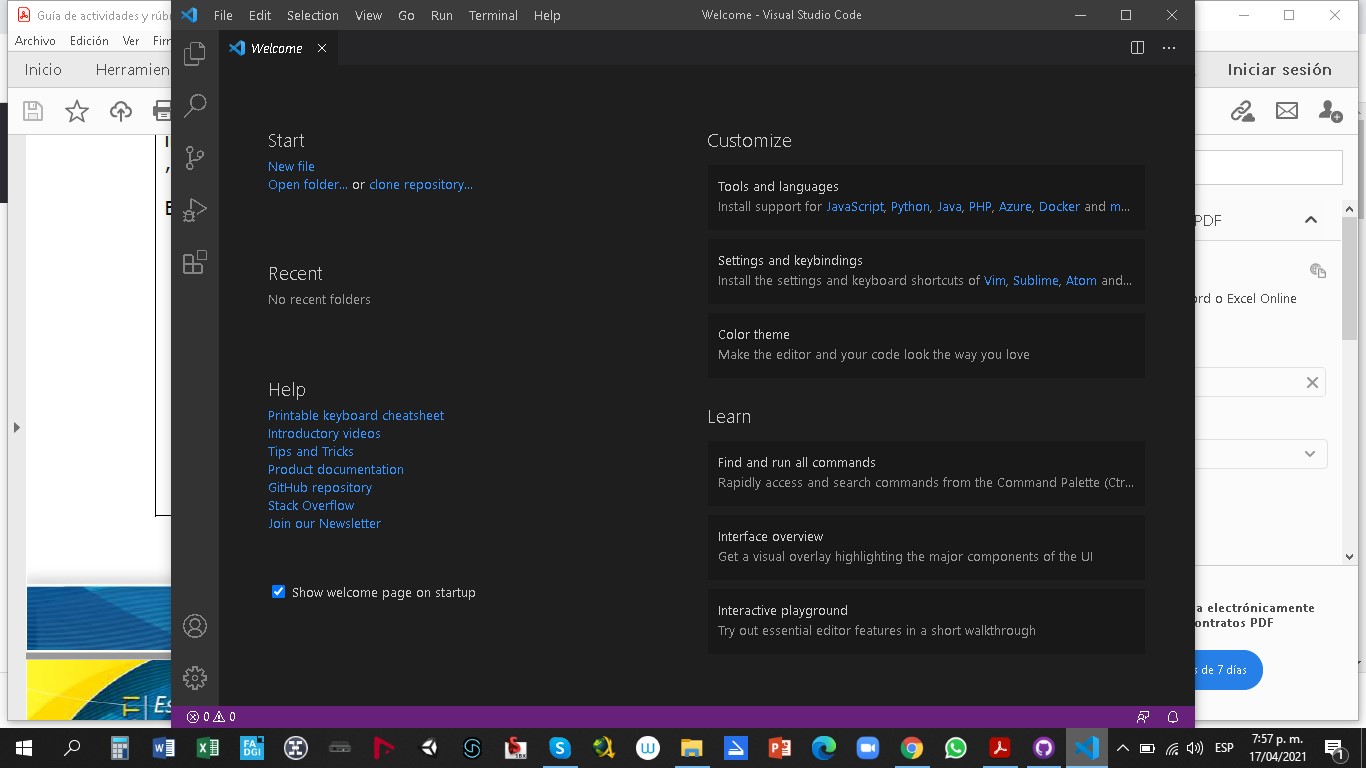 Guía de actividades y rúbr
Archivo Edición Ver Firr
Inicio Herramien
File Edit Selection View Go Run Terminal Help
Welcome - Visual Studio Code
Welcome
Start
New file
Open folder... or clone repository...
Recent
No recent folders
Help
Printable keyboard cheatsheet
Introductory videos
Tips and Tricks
Product documentation
GitHub repository
Stack Overflow
Join our Newsletter
Show welcome page on startup
Customize
Tools and languages
Install support for JavaScript, Python, Java, PHP, Azure, Docker and m...
Settings and keybindings
Install the settings and keyboard shortcuts of Vim, Sublime, Atom and...
Color theme
Make the editor and your code look the way you love
Learn
Find and run all commands
Rapidly access and search commands from the Command Palette (Ctr...
Interface overview
Get a visual overlay highlighting the major components of the UI
Interactive playground
Try out essential editor features in a short walkthrough
0 0
Iniciar sesión
PDF
rd o Excel Online
a electrónicamente
ontratos PDF
s de 7 días
Es
FA
DGI
ESP
7:57 p. m.
17/04/2021
1